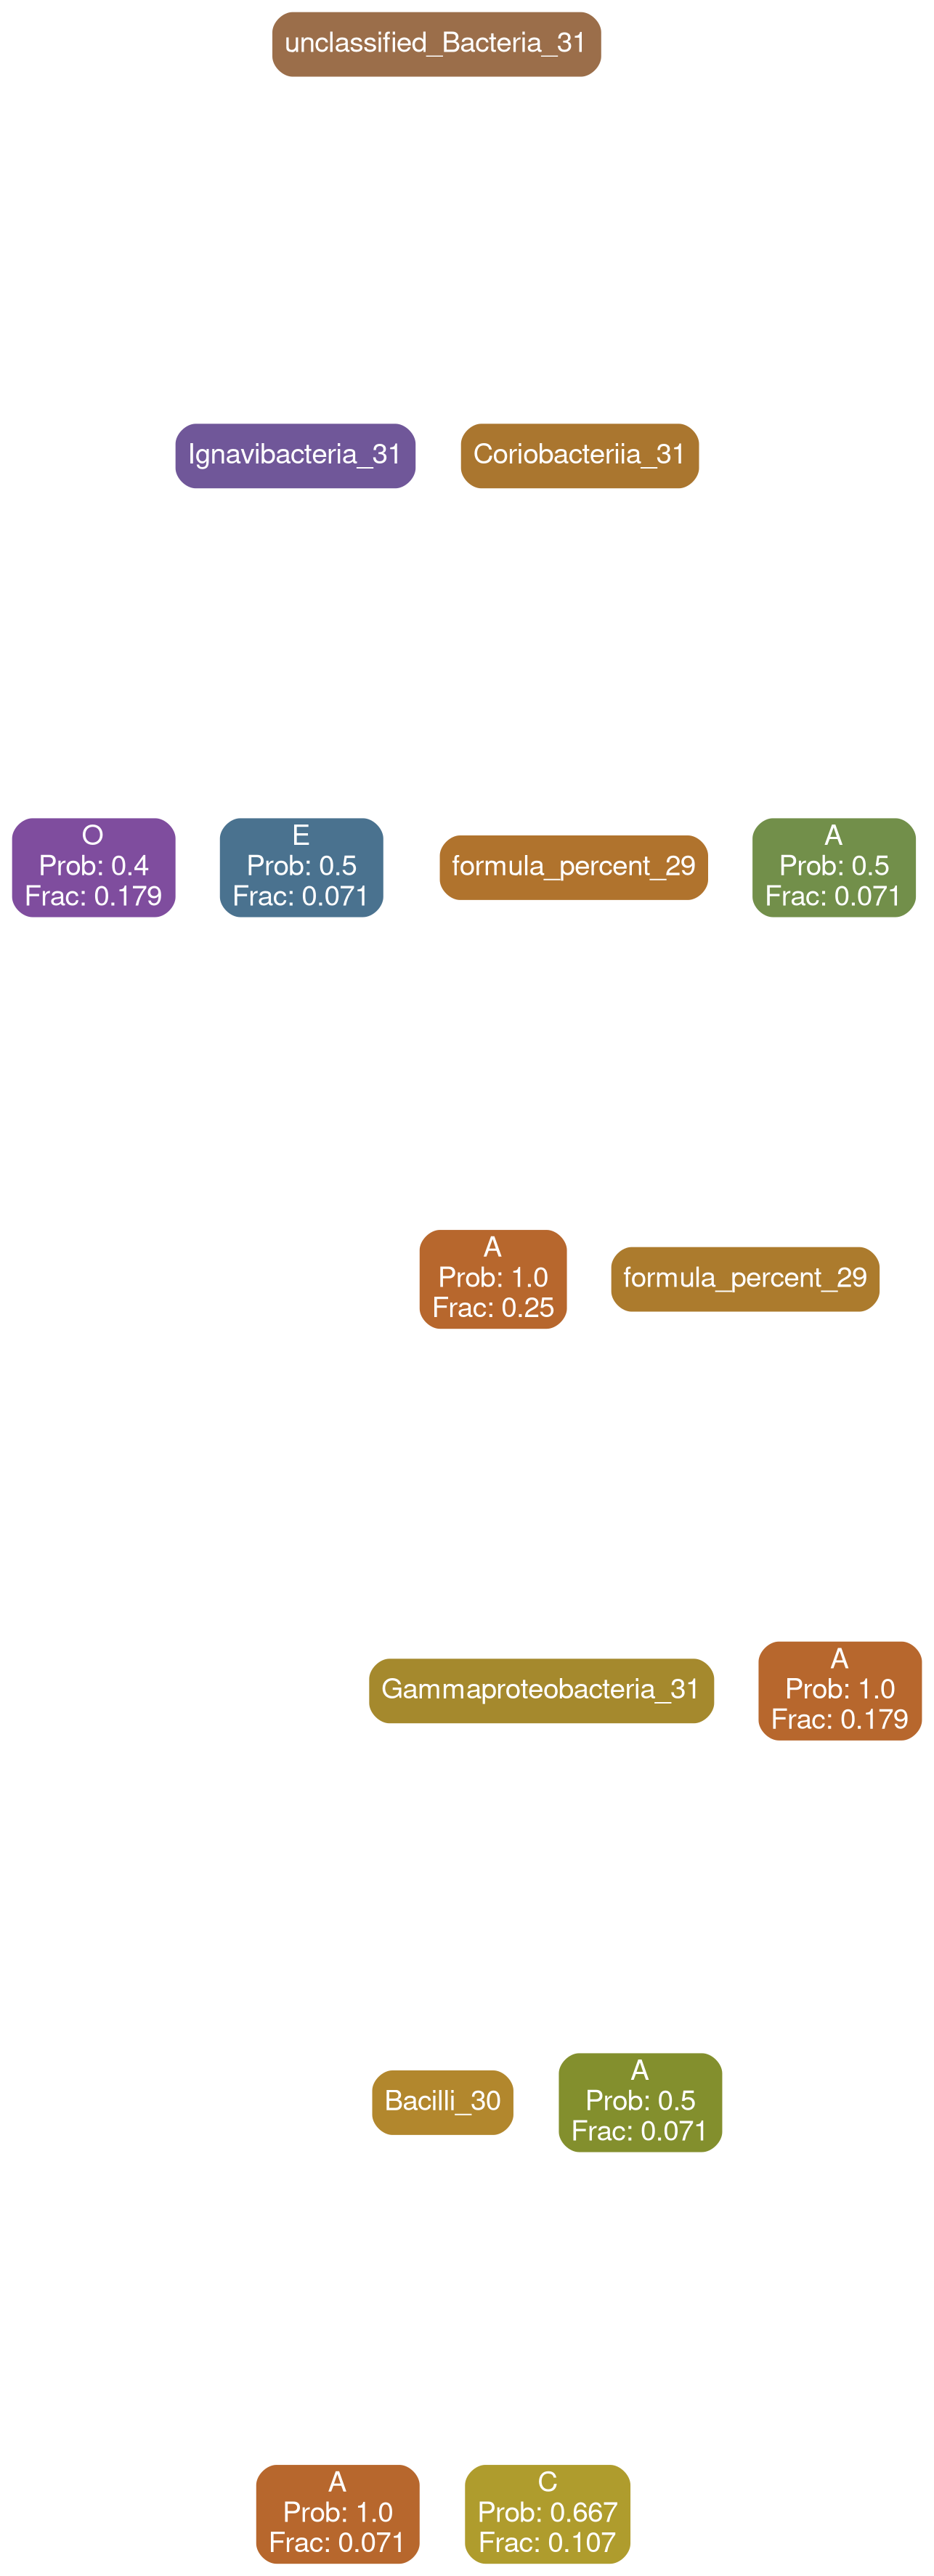 unclassified_Bacteria_31
Ignavibacteria_31
Coriobacteriia_31
O
Prob: 0.4
Frac: 0.179
E
Prob: 0.5
Frac: 0.071
formula_percent_29
A
Prob: 0.5
Frac: 0.071
A
Prob: 1.0
Frac: 0.25
formula_percent_29
Gammaproteobacteria_31
A
Prob: 1.0
Frac: 0.179
Bacilli_30
A
Prob: 0.5
Frac: 0.071
A
Prob: 1.0
Frac: 0.071
C
Prob: 0.667
Frac: 0.107